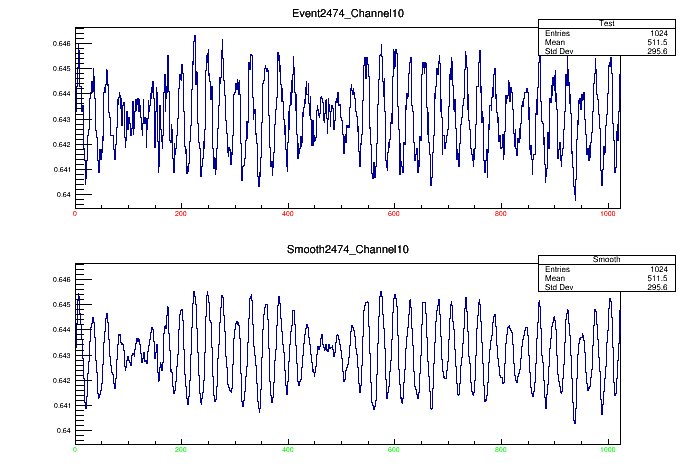 Event2474_Channel10
Test
Entries 1024
Mean 511.5
Std Dev 295.6
0.646
0.645
0.644
0.643
0.642
0.641
0.64
0 200 400 600 800 1000
Smooth2474_Channel10
Smooth
Entries 1024
Mean 511.5
Std Dev 295.6
0.646
0.645
0.644
0.643
0.642
0.641
0.64
0 200 400 600 800 1000